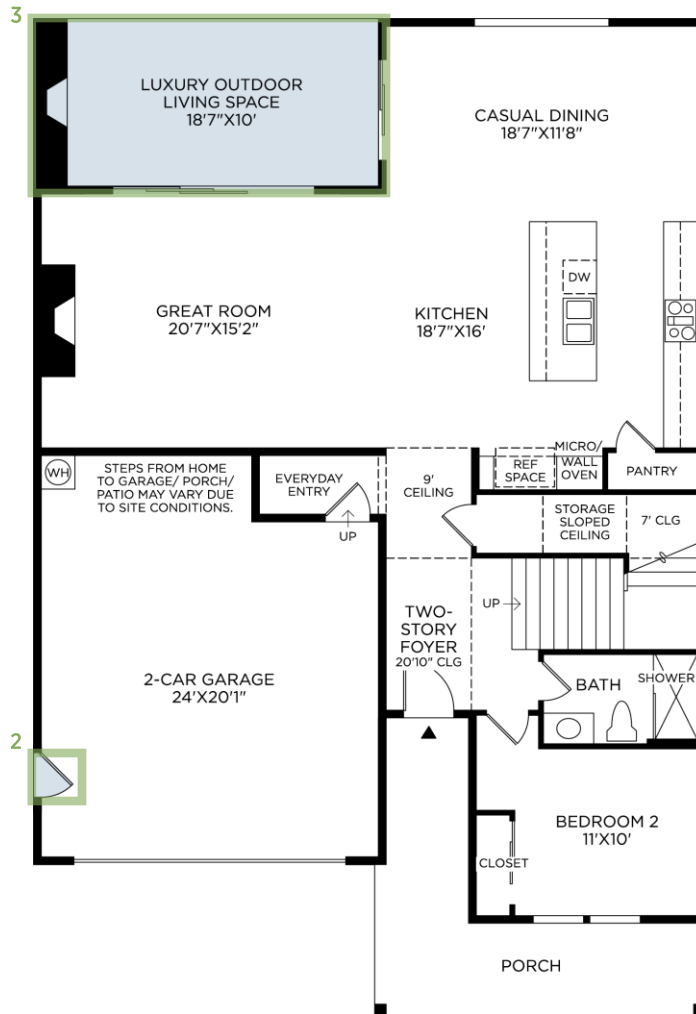 3
LUXURY OUTDOOR
LIVING SPACE
18'7"X10'
CASUAL DINING
18'7"X11'8"
DW
GREAT ROOM
20'7"X15'2"
KITCHEN
18'7"X16'
WH
STEPS FROM HOME
TO GARAGE/ PORCH/
PATIO MAY VARY DUE
TO SITE CONDITIONS.
EVERYDAY
ENTRY
UP
9'
CEILING
REF
SPACE
MICRO/
WALL
OVEN
PANTRY
STORAGE
SLOPED
CEILING
7' CLG
UP
TWO-
STORY
FOYER
20'10" CLG
2-CAR GARAGE
24'X20'1"
BATH
SHOWER
2
BEDROOM 2
11'X10'
CLOSET
PORCH